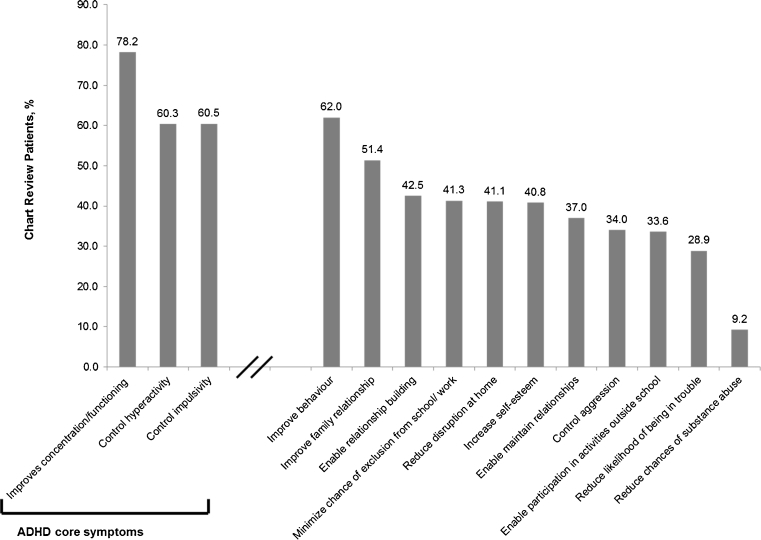 Chart Review Patients, %
90.0
80.0
70.0
60.0
50.0
40.0
30.0
20.0
10.0
0.0
78.2
60.3
60.5
62.0
51.4
42.5
41.3
41.1
40.8
37.0
34.0
33.6
28.9
9.2
Improves concentration/functioning
Control hyperactivity
Control impulsivity
Improve behaviour
Improve family relationship
Enable relationship building
Minimize chance of exclusion from school/ work
Reduce disruption at home
Increase self-esteem
Enable maintain relationships
Control aggression
Enable participation in activities outside school
Reduce likelihood of being in trouble
Reduce chances of substance abuse
ADHD core symptoms